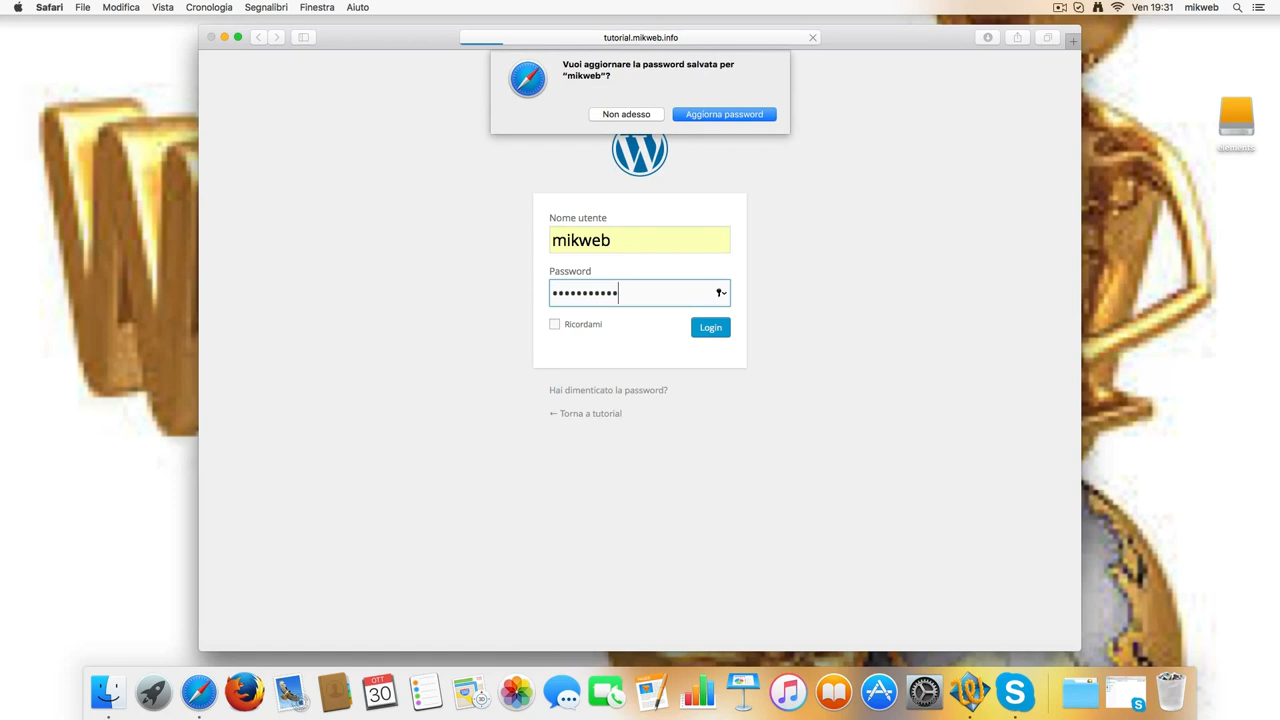 Safari File Modifica Vista Cronologia Segnalibri Finestra Aiuto Ven 19:31 mikweb
tutorial.mikweb.info
Vuoi aggiornare la password salvata per
“mikweb”?
Non adesso Aggiorna password
elements
Nome utente
mikweb
Password
•••••••••••
Ricordami Login
Hai dimenticato la password?
← Torna a tutorial
OTT
30